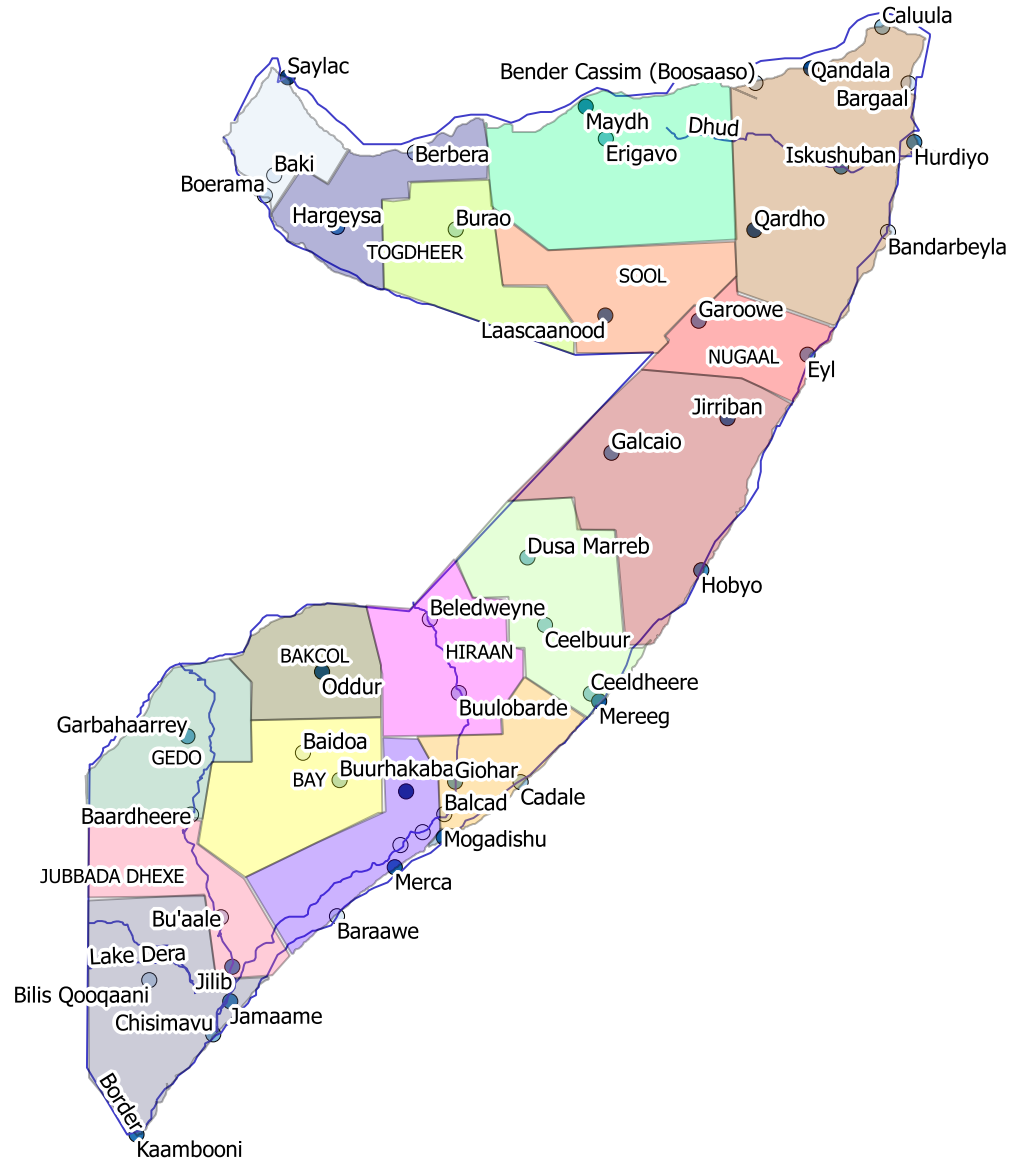 Caluula
Saylac
Bender Cassim (Boosaaso)
Qandala
Bargaal
Maydh
Dhud
Erigavo
Iskushuban
Hurdiyo
Berbera
Baki
Boerama
Hargeysa
Burao
Qardho
Bandarbeyla
TOGDHEER
SOOL
Garoowe
Laascaanood
NUGAAL
Eyl
Jirriban
Galcaio
Dusa Marreb
Hobyo
Beledweyne
Ceelbuur
HIRAAN
BAKCOL
Oddur
Ceeldheere
Buulobarde
Mereeg
Garbahaarrey
Baidoa
GEDO
BAY
Buurhakaba
Giohar
Cadale
Balcad
Baardheere
Mogadishu
JUBBADA DHEXE
Merca
Bu'aale
Baraawe
Lake Dera
Jilib
Bilis Qooqaani
Jamaame
Chisimavu
Border
Kaambooni